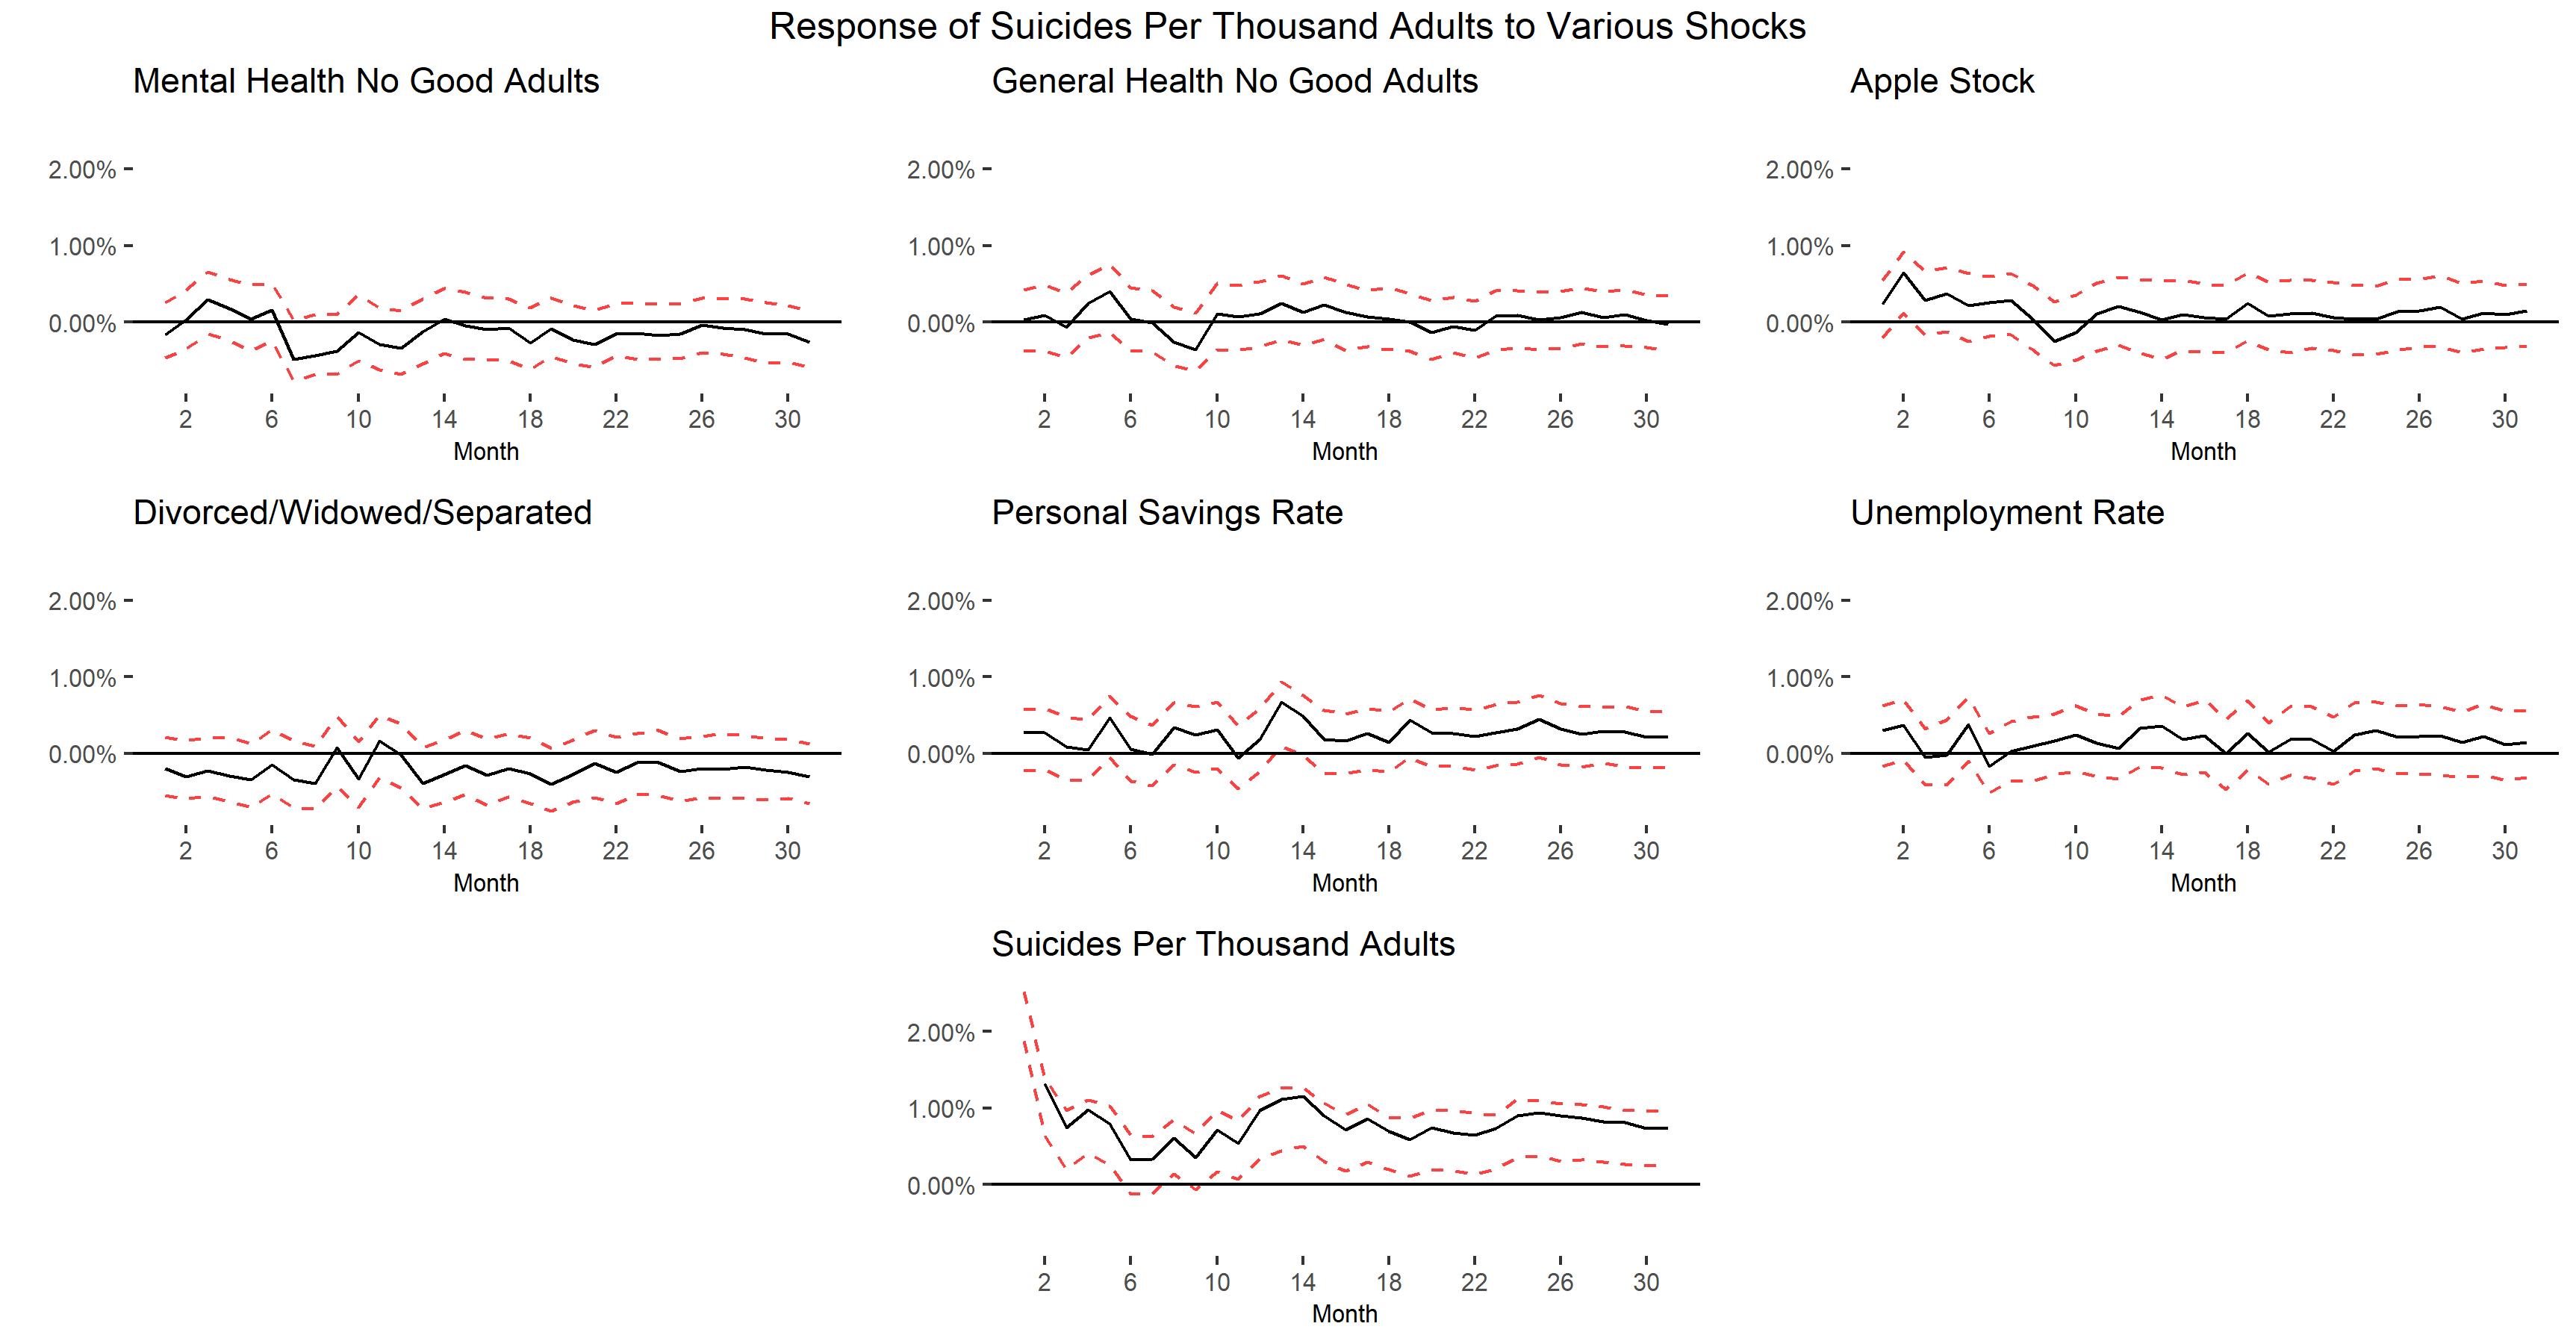 Response of Suicides Per Thousand Adults to Various Shocks
Mental Health No Good Adults
2.00%
1.00%
0.00%
2 6 10 14 18 22 26 30
Month
General Health No Good Adults
2.00%
1.00%
0.00%
2 6 10 14 18 22 26 30
Month
Apple Stock
2.00%
1.00%
0.00%
2 6 10 14 18 22 26 30
Month
Divorced/Widowed/Separated
2.00%
1.00%
0.00%
2 6 10 14 18 22 26 30
Month
Personal Savings Rate
2.00%
1.00%
0.00%
2 6 10 14 18 22 26 30
Month
Unemployment Rate
2.00%
1.00%
0.00%
2 6 10 14 18 22 26 30
Month
Suicides Per Thousand Adults
2.00%
1.00%
0.00%
2 6 10 14 18 22 26 30
Month